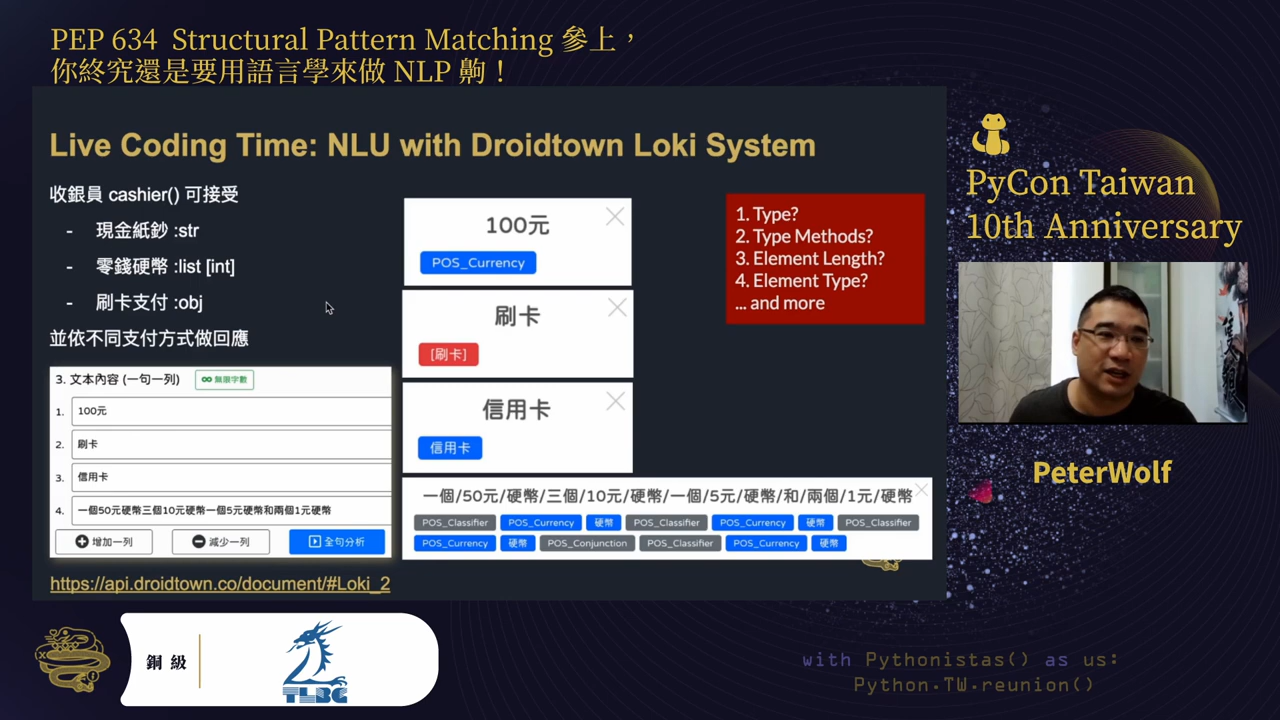 PEP 634 Structural Pattern Matching 參上，
你終究還是要用語言學來做 NLP 齁！
Live Coding Time: NLU with Droidtown Loki System
收銀員 cashier() 可接受
- 現金紙鈔 :str
- 零錢硬幣 :list [int]
- 刷卡支付 :obj
並依不同支付方式做回應
3. 文本內容 (一句一列) 無限字數
1. 100元
2. 刷卡
3. 信用卡
4. 一個50元硬幣三個10元硬幣一個5元硬幣和兩個1元硬幣
增加一列 減少一列 全句分析
https://api.droidtown.co/document/#Loki_2
100元
POS_Currency
刷卡
[刷卡]
信用卡
信用卡
一個/50元/硬幣/三個/10元/硬幣/一個/5元/硬幣/和/兩個/1元/硬幣
POS_Classifier POS_Currency 硬幣 POS_Classifier POS_Currency 硬幣 POS_Classifier
POS_Currency 硬幣 POS_Conjunction POS_Classifier POS_Currency 硬幣
1. Type?
2. Type Methods?
3. Element Length?
4. Element Type?
... and more
PyCon Taiwan
10th Anniversary
PeterWolf
銅級
TLBG
with Pythonistas() as us:
Python.TW.reunion()